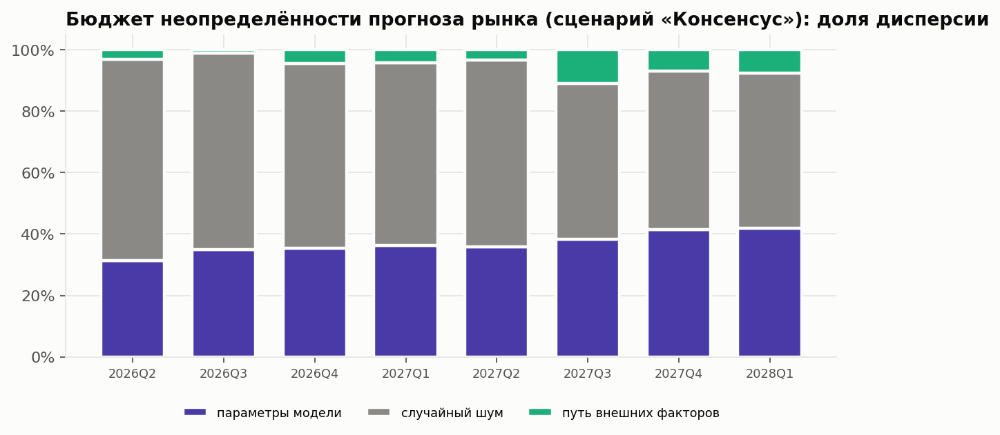 Бюджет неопределённости прогноза рынка (сценарий «Консенсус»): доля дисперсии
100%
80%
60%
40%
20%
0%
2026Q2 2026Q3 2026Q4 2027Q1 2027Q2 2027Q3 2027Q4 2028Q1
параметры модели случайный шум путь внешних факторов